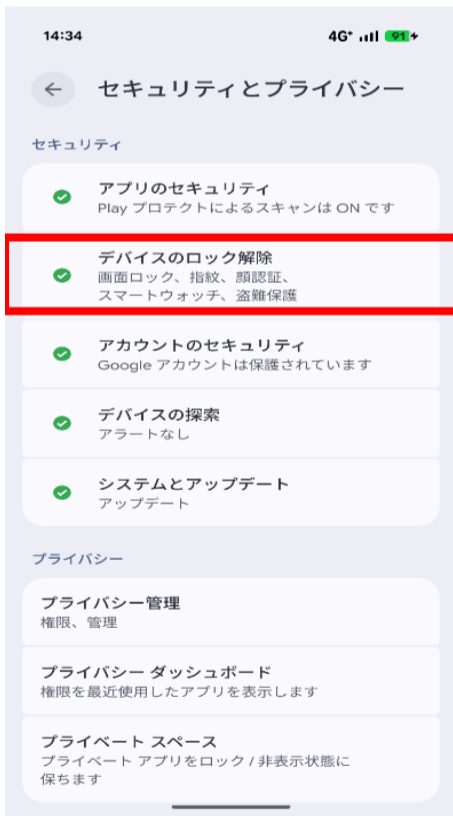 14:34
4G+ 91
セキュリティとプライバシー
セキュリティ
アプリのセキュリティ
Play プロテクトによるスキャンは ON です
デバイスのロック解除
画面ロック、指紋、顔認証、
スマートウォッチ、盗難保護
アカウントのセキュリティ
Google アカウントは保護されています
デバイスの探索
アラートなし
システムとアップデート
アップデート
プライバシー
プライバシー管理
権限、管理
プライバシー ダッシュボード
権限を最近使用したアプリを表示します
プライベート スペース
プライベート アプリをロック / 非表示状態に
保ちます